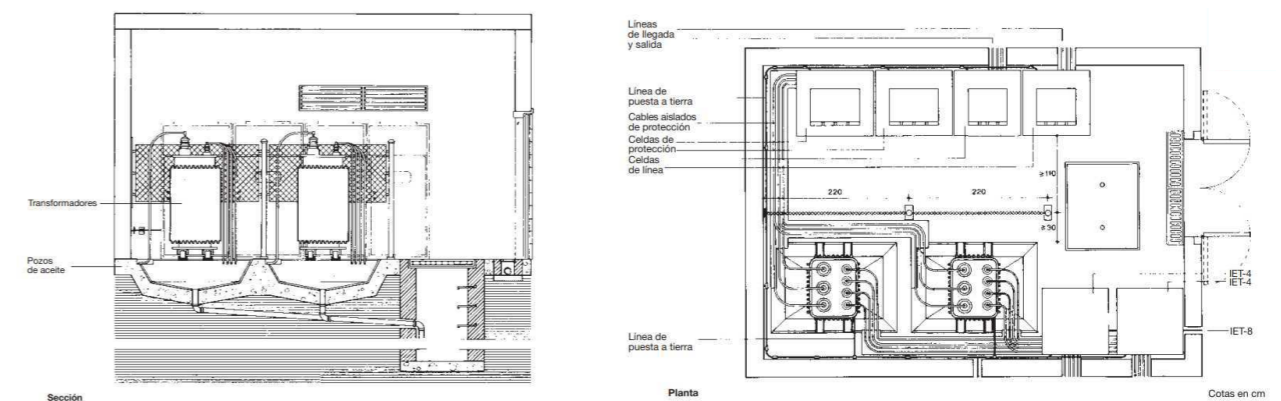 Transformadores
Pozos
de aceite
Sección
Líneas
de llegada
y salida
Línea de
puesta a tierra
Cables aislados
de protección
Celdas de
protección
Celdas
de línea
Línea de
puesta a tierra
220
220
≥110
≥50
IET-4
IET-4
IET-8
Planta
Cotas en cm